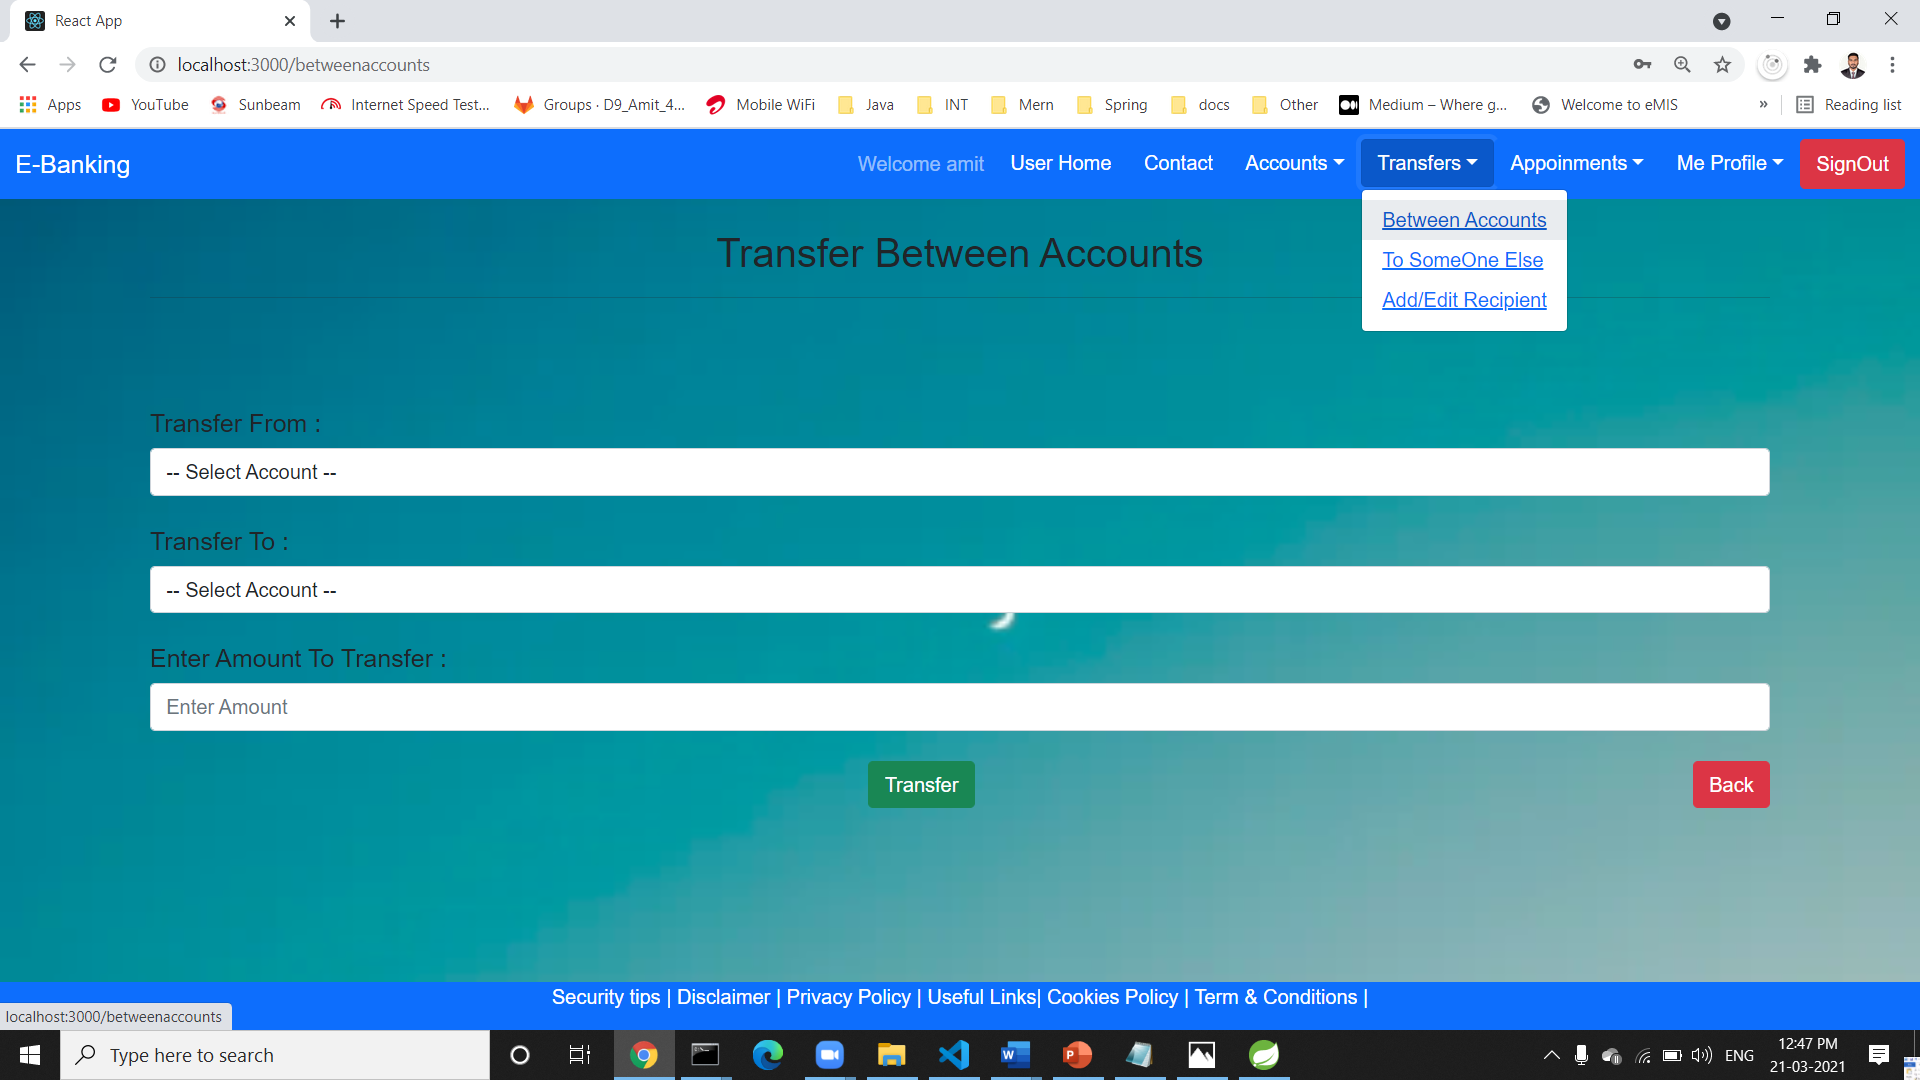 React App
localhost:3000/betweenaccounts
Apps YouTube Sunbeam Internet Speed Test... Groups · D9_Amit_4... Mobile WiFi Java INT Mern Spring docs Other Medium – Where g... Welcome to eMIS » Reading list
E-Banking Welcome amit User Home Contact Accounts Transfers Appoinments Me Profile SignOut
Between Accounts
To SomeOne Else
Add/Edit Recipient
Transfer Between Accounts
Transfer From :
-- Select Account --
Transfer To :
-- Select Account --
Enter Amount To Transfer :
Enter Amount
Transfer Back
Security tips | Disclaimer | Privacy Policy | Useful Links| Cookies Policy | Term & Conditions |
localhost:3000/betweenaccounts
Type here to search
ENG
12:47 PM
21-03-2021